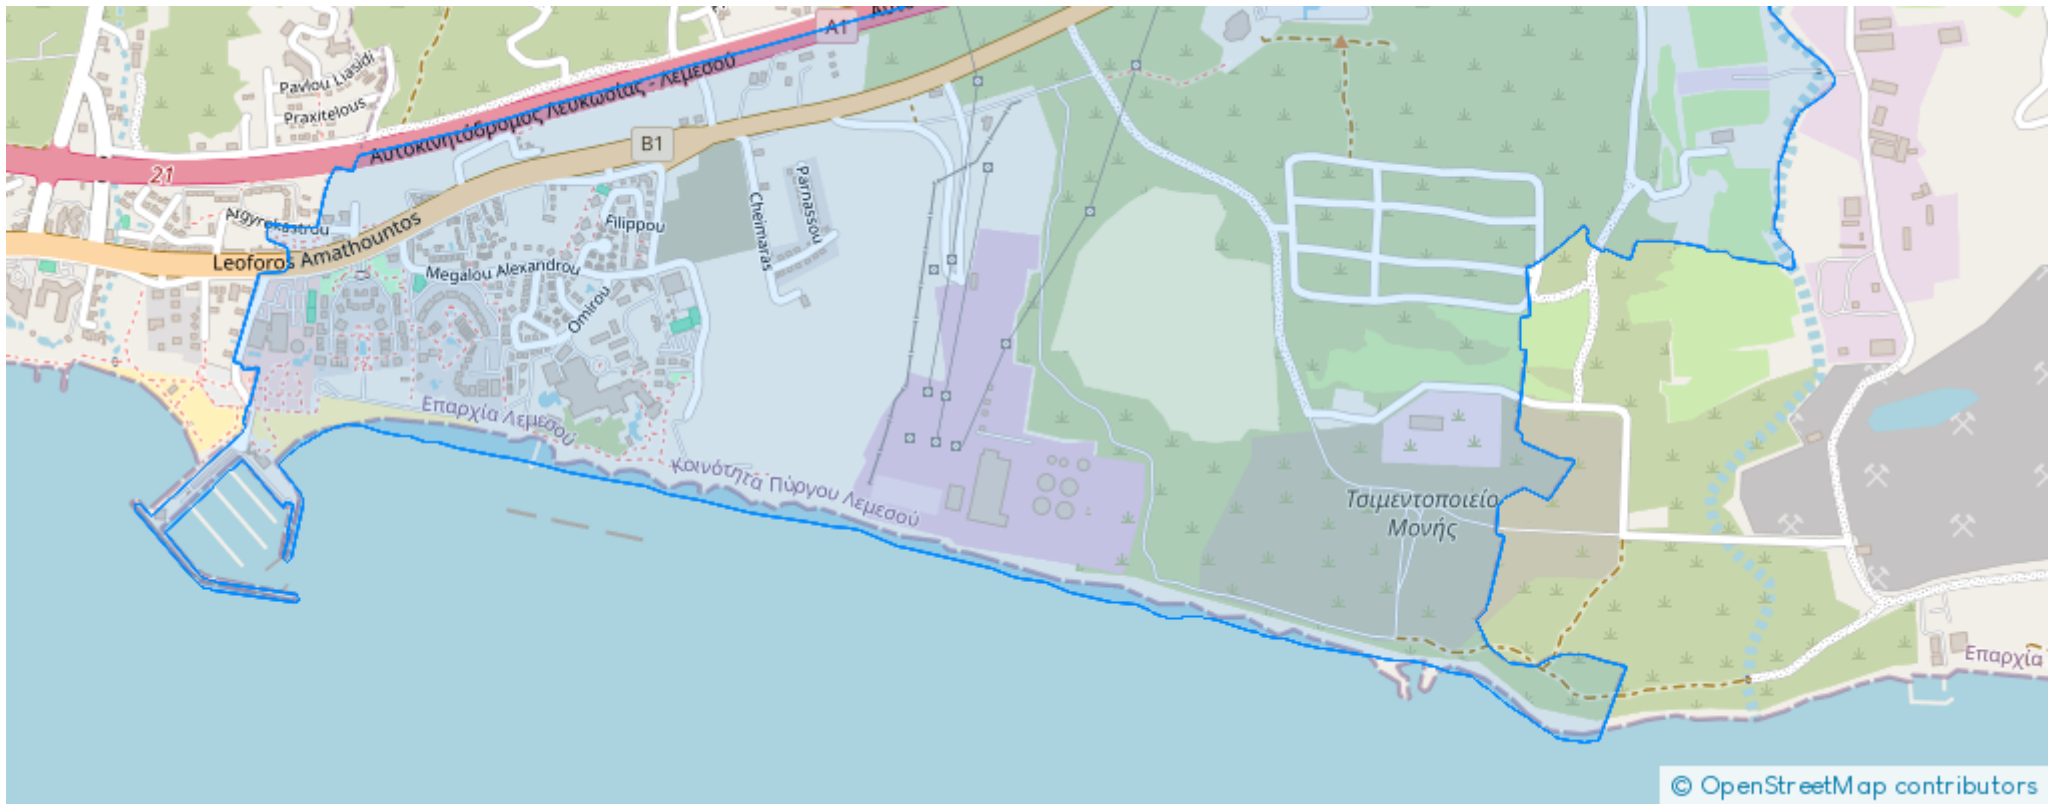 A1
Αυτοκινητόδρομος Λευκωσίας - Λεμεσού
Pavlou Liasidi
Praxitelous
B1
21
Argyrokastrou
Leoforos Amathountos
Filippou
Cheimaras
Parnassou
Megalou Alexandrou
Omirou
Επαρχία Λεμεσού
Κοινότητα Πύργου Λεμεσού
Τσιμεντοποιείο
Μονής
Επαρχία
© OpenStreetMap contributors